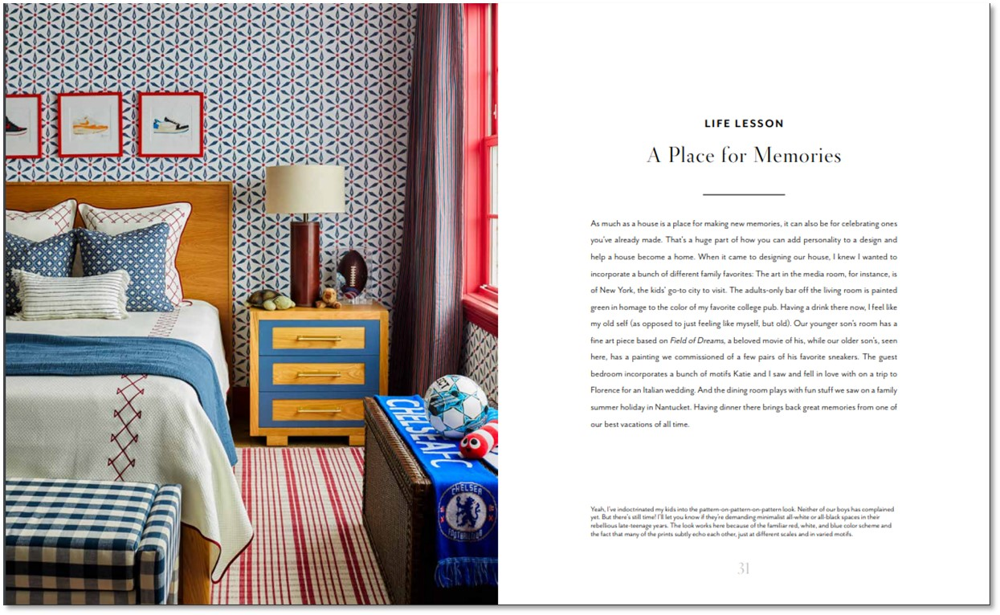 SELECT
CHELSEA FC
CHELSEA
FOOTBALL CLUB
LIFE LESSON
A Place for Memories
As much as a house is a place for making new memories, it can also be for celebrating ones
you've already made. That's a huge part of how you can add personality to a design and
help a house become a home. When it came to designing our house, I knew I wanted to
incorporate a bunch of different family favorites: The art in the media room, for instance, is
of New York, the kids' go-to city to visit. The adults-only bar off the living room is painted
green in homage to the color of my favorite college pub. Having a drink there now, I feel like
my old self (as opposed to just feeling like myself, but old). Our younger son's room has a
fine art piece based on Field of Dreams, a beloved movie of his, while our older son's, seen
here, has a painting we commissioned of a few pairs of his favorite sneakers. The guest
bedroom incorporates a bunch of motifs Katie and I saw and fell in love with on a trip to
Florence for an Italian wedding. And the dining room plays with fun stuff we saw on a family
summer holiday in Nantucket. Having dinner there brings back great memories from one of
our best vacations of all time.
Yeah, I've indoctrinated my kids into the pattern-on-pattern-on-pattern look. Neither of our boys has complained
yet. But there's still time! I'll let you know if they're demanding minimalist all-white or all-black spaces in their
rebellious late-teenage years. The look works here because of the familiar red, white, and blue color scheme and
the fact that many of the prints subtly echo each other, just at different scales and in varied motifs.
31